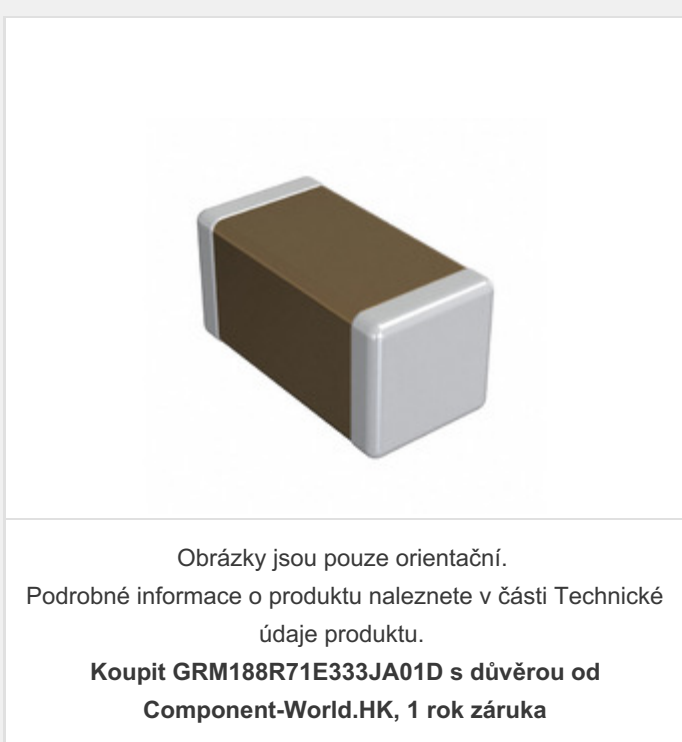 Obrázky jsou pouze orientační.
Podrobné informace o produktu naleznete v části Technické
údaje produktu.
Koupit GRM188R71E333JA01D s důvěrou od
Component-World.HK, 1 rok záruka